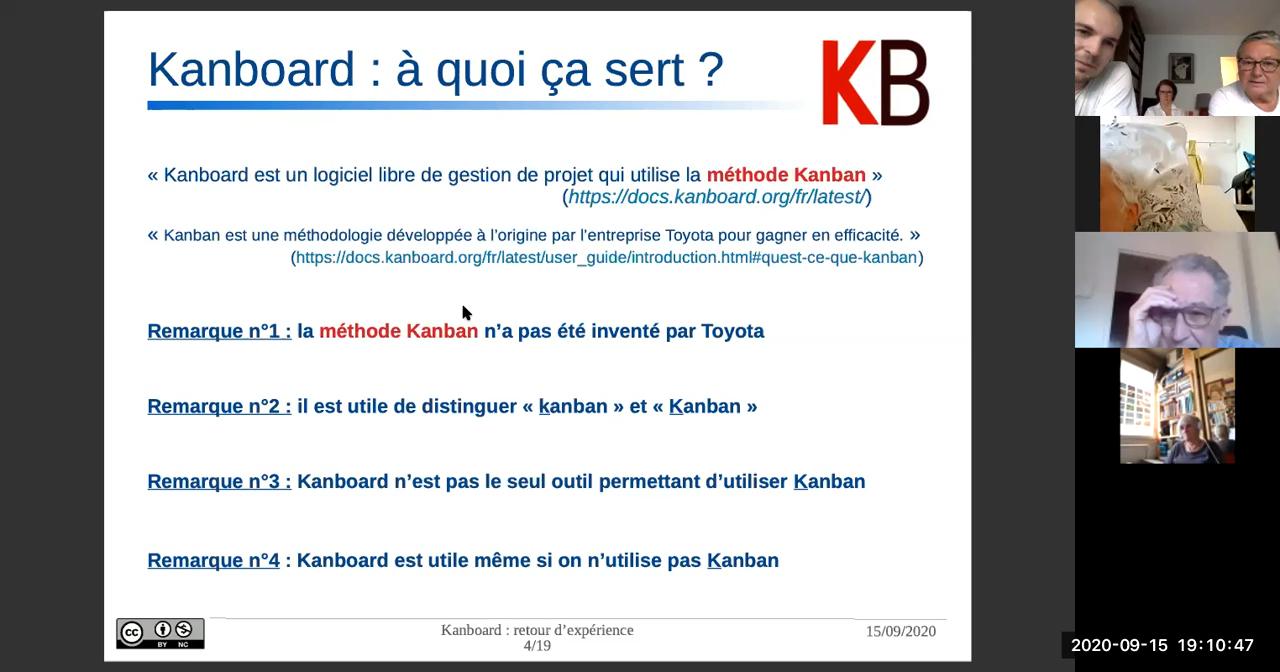 Kanboard : à quoi ça sert ?
KB
« Kanboard est un logiciel libre de gestion de projet qui utilise la méthode Kanban »
(https://docs.kanboard.org/fr/latest/)
« Kanban est une méthodologie développée à l’origine par l’entreprise Toyota pour gagner en efficacité. »
(https://docs.kanboard.org/fr/latest/user_guide/introduction.html#quest-ce-que-kanban)
Remarque n°1 : la méthode Kanban n’a pas été inventé par Toyota
Remarque n°2 : il est utile de distinguer « kanban » et « Kanban »
Remarque n°3 : Kanboard n’est pas le seul outil permettant d’utiliser Kanban
Remarque n°4 : Kanboard est utile même si on n’utilise pas Kanban
cc BY NC
Kanboard : retour d’expérience
4/19
15/09/2020
2020-09-15 19:10:47